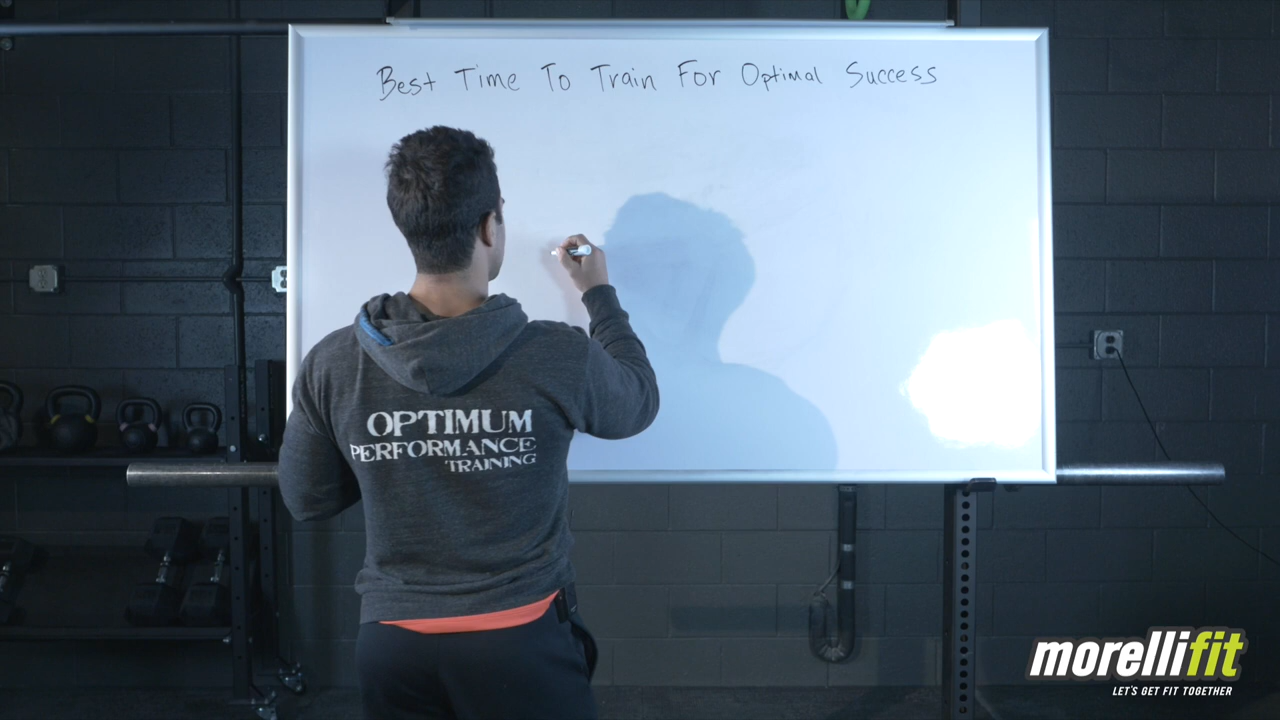 Best Time To Train For Optimal Success
OPTIMUM
PERFORMANCE
TRAINING
morellifit
LET'S GET FIT TOGETHER